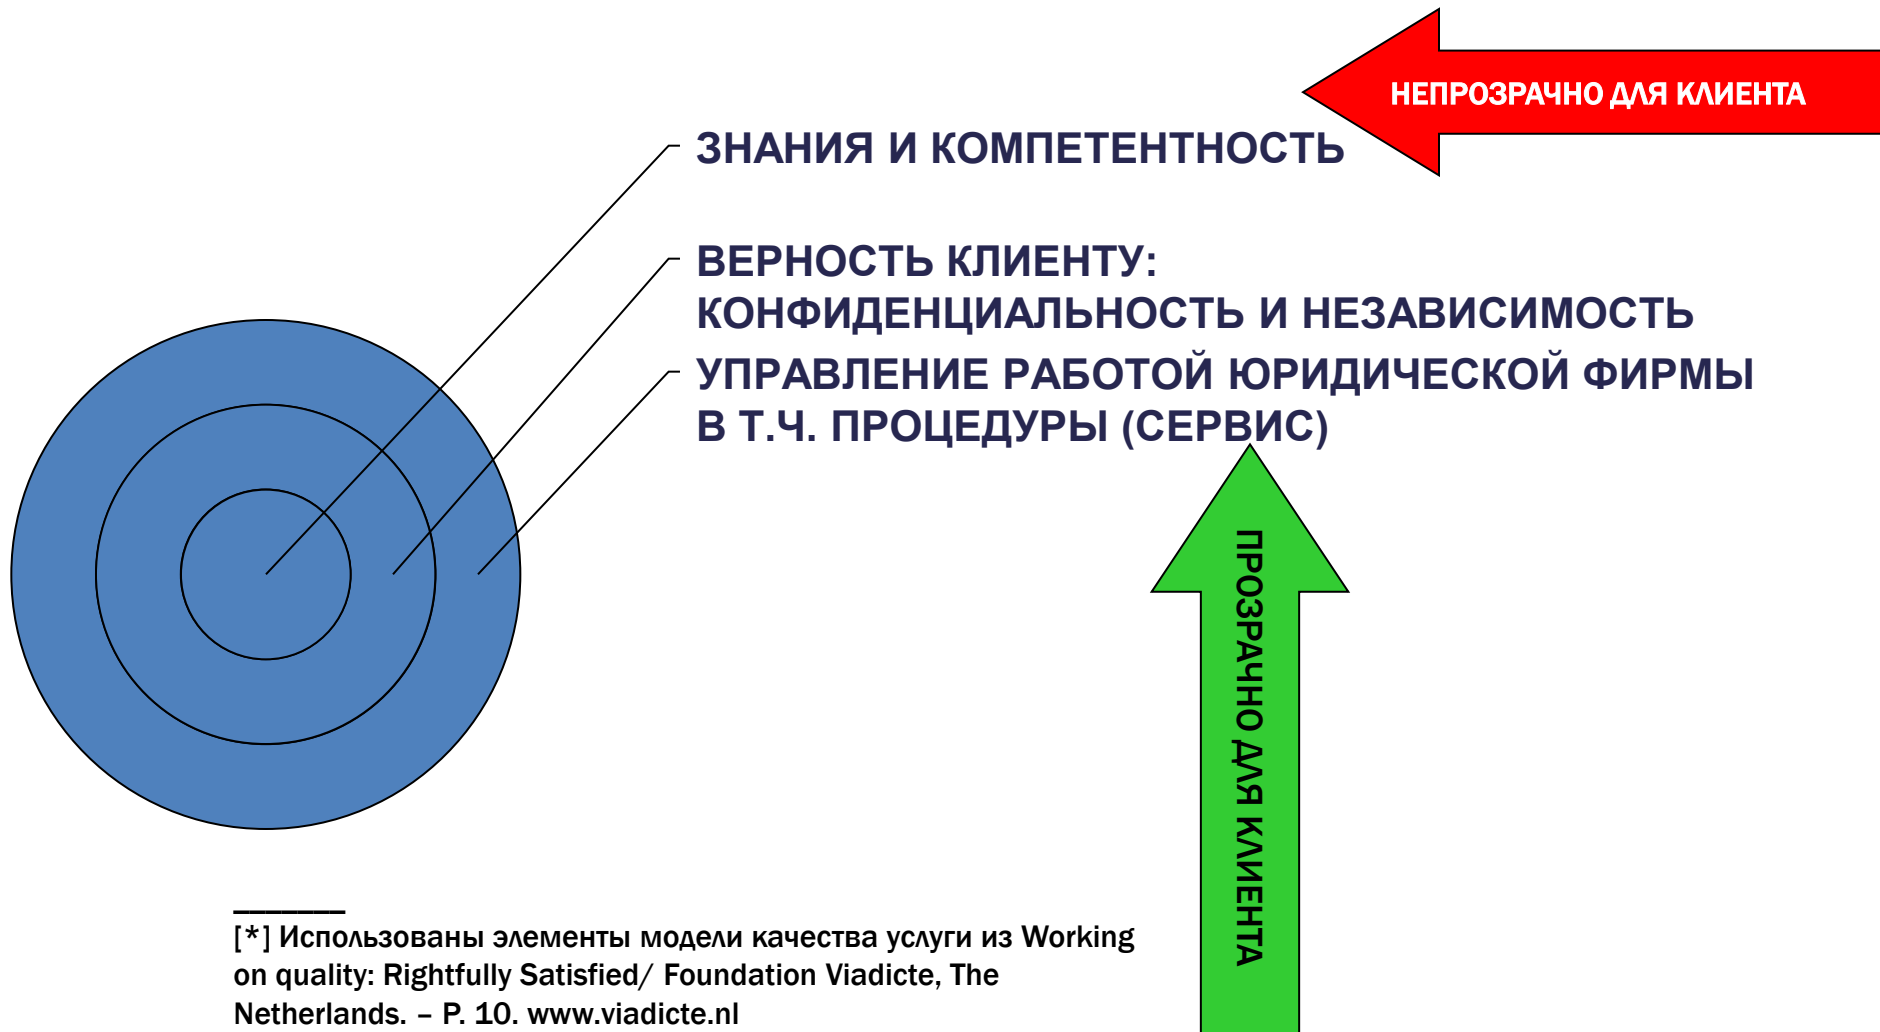 НЕПРОЗРАЧНО ДЛЯ КЛИЕНТА
ЗНАНИЯ И КОМПЕТЕНТНОСТЬ
ВЕРНОСТЬ КЛИЕНТУ:
КОНФИДЕНЦИАЛЬНОСТЬ И НЕЗАВИСИМОСТЬ
УПРАВЛЕНИЕ РАБОТОЙ ЮРИДИЧЕСКОЙ ФИРМЫ
В Т.Ч. ПРОЦЕДУРЫ (СЕРВИС)
ПРОЗРАЧНО ДЛЯ КЛИЕНТА
_______
[*] Использованы элементы модели качества услуги из Working
on quality: Rightfully Satisfied/ Foundation Viadicte, The
Netherlands. – P. 10. www.viadicte.nl